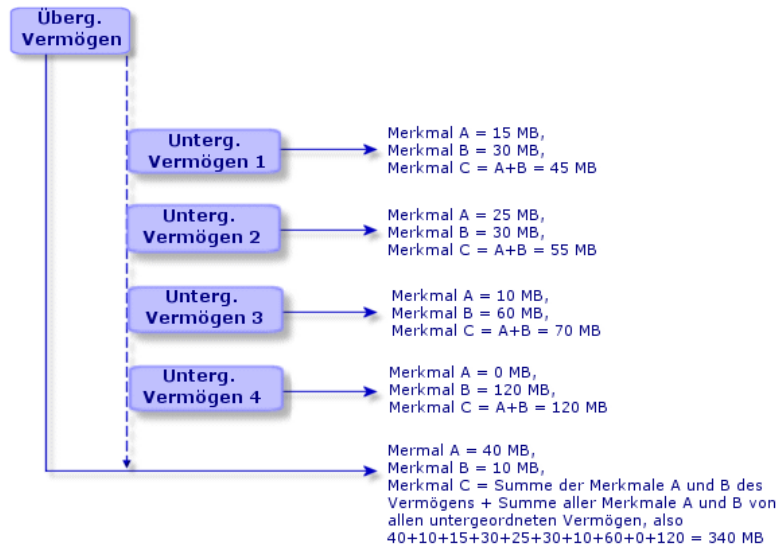 Überg.
Vermögen
Unterg.
Vermögen 1
Merkmal A = 15 MB,
Merkmal B = 30 MB,
Merkmal C = A+B = 45 MB
Unterg.
Vermögen 2
Merkmal A = 25 MB,
Merkmal B = 30 MB,
Merkmal C = A+B = 55 MB
Unterg.
Vermögen 3
Merkmal A = 10 MB,
Merkmal B = 60 MB,
Merkmal C = A+B = 70 MB
Unterg.
Vermögen 4
Merkmal A = 0 MB,
Merkmal B = 120 MB,
Merkmal C = A+B = 120 MB
Mermal A = 40 MB,
Merkmal B = 10 MB,
Merkmal C = Summe der Merkmale A und B des
Vermögens + Summe aller Merkmale A und B von
allen untergeordneten Vermögen, also
40+10+15+30+25+30+10+60+0+120 = 340 MB